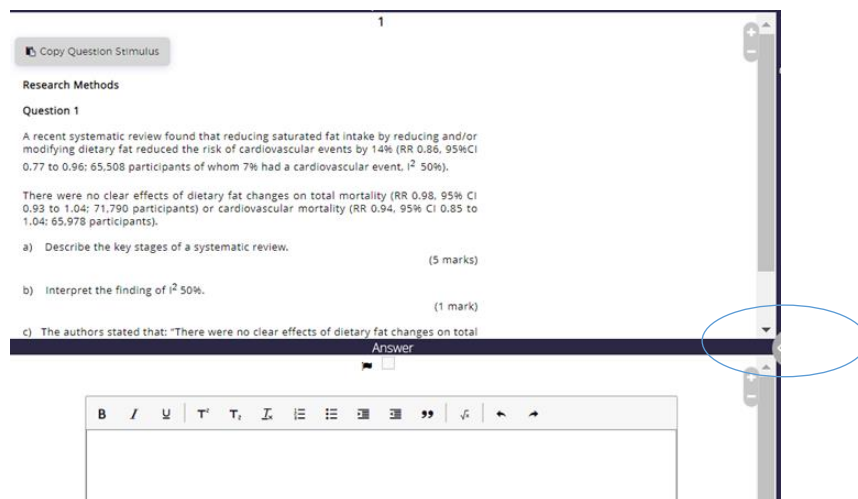 1
Copy Question Stimulus
Research Methods
Question 1
A recent systematic review found that reducing saturated fat intake by reducing and/or
modifying dietary fat reduced the risk of cardiovascular events by 14% (RR 0.86, 95%CI
0.77 to 0.96; 65,508 participants of whom 7% had a cardiovascular event, I² 50%).
There were no clear effects of dietary fat changes on total mortality (RR 0.98, 95% CI
0.93 to 1.04; 71,790 participants) or cardiovascular mortality (RR 0.94, 95% CI 0.85 to
1.04; 65,978 participants).
a) Describe the key stages of a systematic review.
(5 marks)
b) Interpret the finding of I² 50%.
(1 mark)
c) The authors stated that: "There were no clear effects of dietary fat changes on total
Answer
B I U T² T₂ Tx